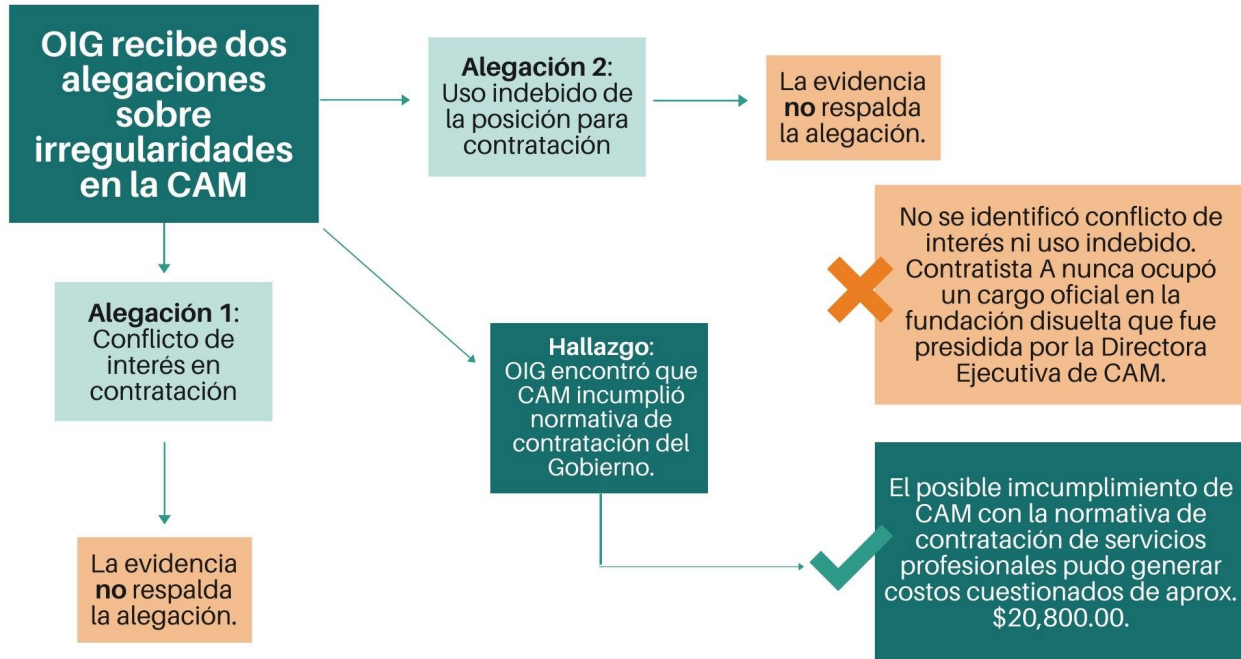 OIG recibe dos
alegaciones
sobre
irregularidades
en la CAM
Alegación 2:
Uso indebido de
la posición para
contratación
La evidencia
no respalda
la alegación.
No se identificó conflicto de
interés ni uso indebido.
Contratista A nunca ocupó
un cargo oficial en la
fundación disuelta que fue
presidida por la Directora
Ejecutiva de CAM.
Alegación 1:
Conflicto de
interés en
contratación
Hallazgo:
OIG encontró que
CAM incumplió
normativa de
contratación del
Gobierno.
El posible imcumplimiento de
CAM con la normativa de
contratación de servicios
profesionales pudo generar
costos cuestionados de aprox.
$20,800.00.
La evidencia
no respalda
la alegación.